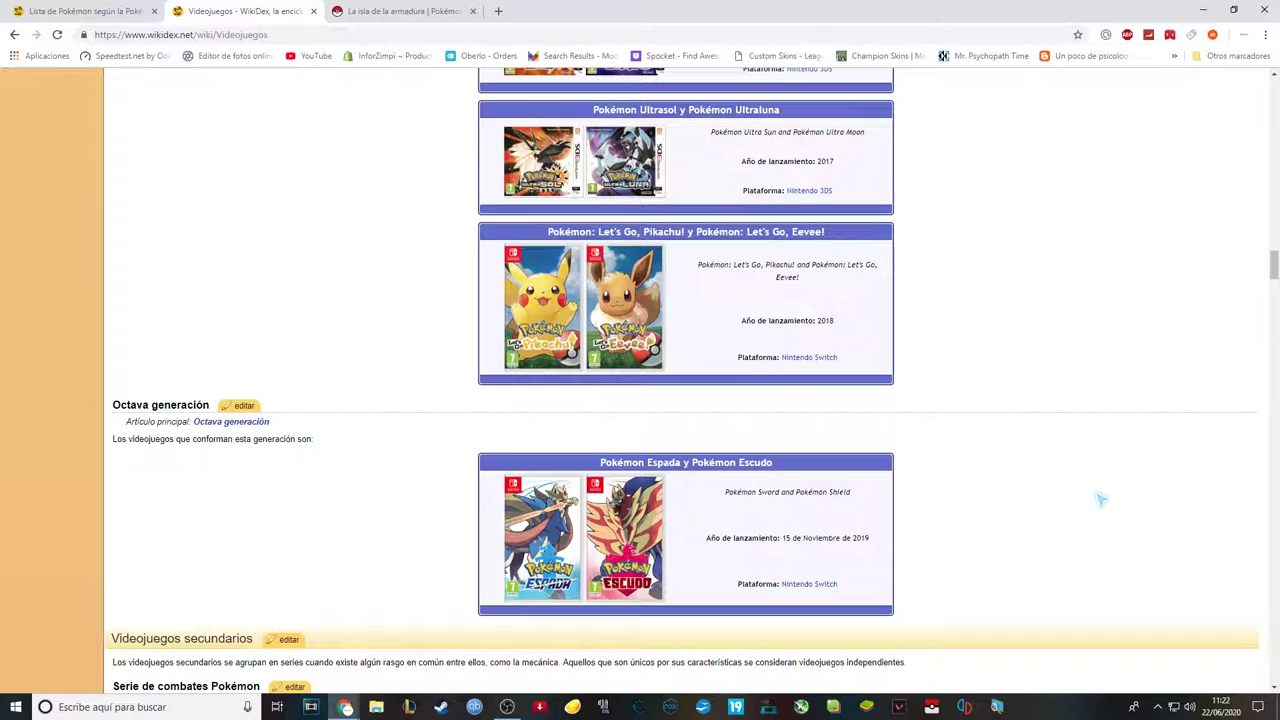 Lista de Pokémon según la Poké
Videojuegos - WikiDex, la encicl
La isla de la armadura | Pokémo
https://www.wikidex.net/wiki/Videojuegos
Aplicaciones
Speedtest.net by Oo
Editor de fotos online
YouTube
InforZimpi — Product
Oberlo - Orders
Search Results - Mo
Spocket - Find Awes
Custom Skins - Leag
Champion Skins | Ma
Mr. Psychopath Time
Un poco de psicolog
»
Otros marcadores
Plataforma: Nintendo 3DS
Pokémon Ultrasol y Pokémon Ultraluna
Pokémon Ultra Sun and Pokémon Ultra Moon
Año de lanzamiento: 2017
Plataforma: Nintendo 3DS
Pokémon: Let's Go, Pikachu! y Pokémon: Let's Go, Eevee!
Pokémon: Let's Go, Pikachu! and Pokémon: Let's Go,
Eevee!
Año de lanzamiento: 2018
Plataforma: Nintendo Switch
Octava generación
editar
Artículo principal: Octava generación
Los videojuegos que conforman esta generación son:
Pokémon Espada y Pokémon Escudo
Pokémon Sword and Pokémon Shield
Año de lanzamiento: 15 de Noviembre de 2019
Plataforma: Nintendo Switch
POKÉMON ESPADA
POKÉMON ESCUDO
Videojuegos secundarios
editar
Los videojuegos secundarios se agrupan en series cuando existe algún rasgo en común entre ellos, como la mecánica. Aquellos que son únicos por sus características se consideran videojuegos independientes.
Serie de combates Pokémon
editar
Escribe aquí para buscar
11:22
22/06/2020